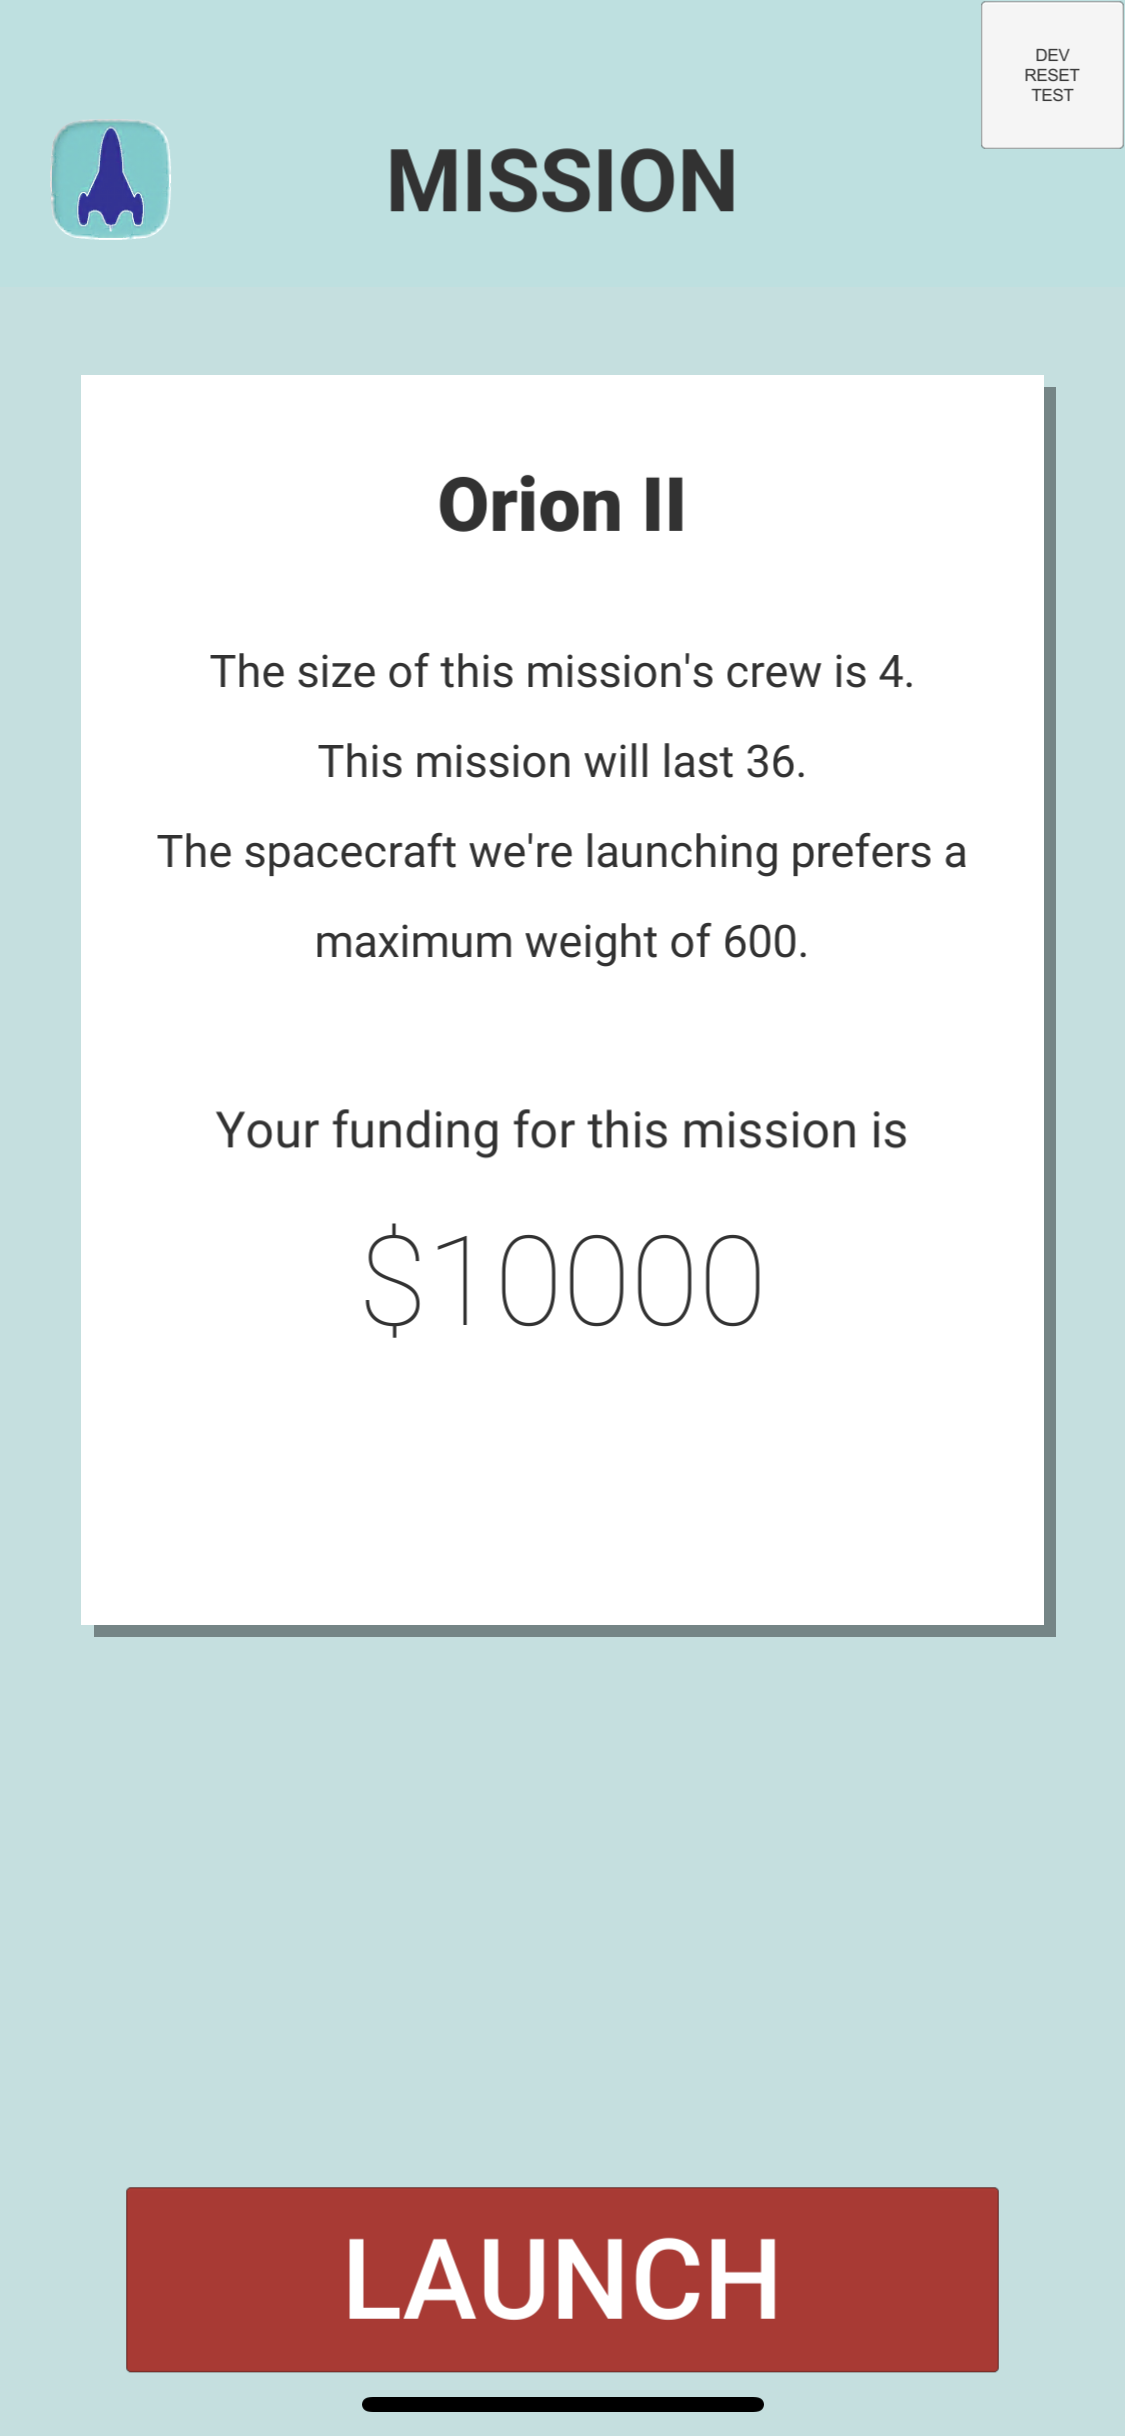 DEV
RESET
TEST
MISSION
Orion II
The size of this mission's crew is 4.
This mission will last 36.
The spacecraft we're launching prefers a
maximum weight of 600.
Your funding for this mission is
$10000
LAUNCH